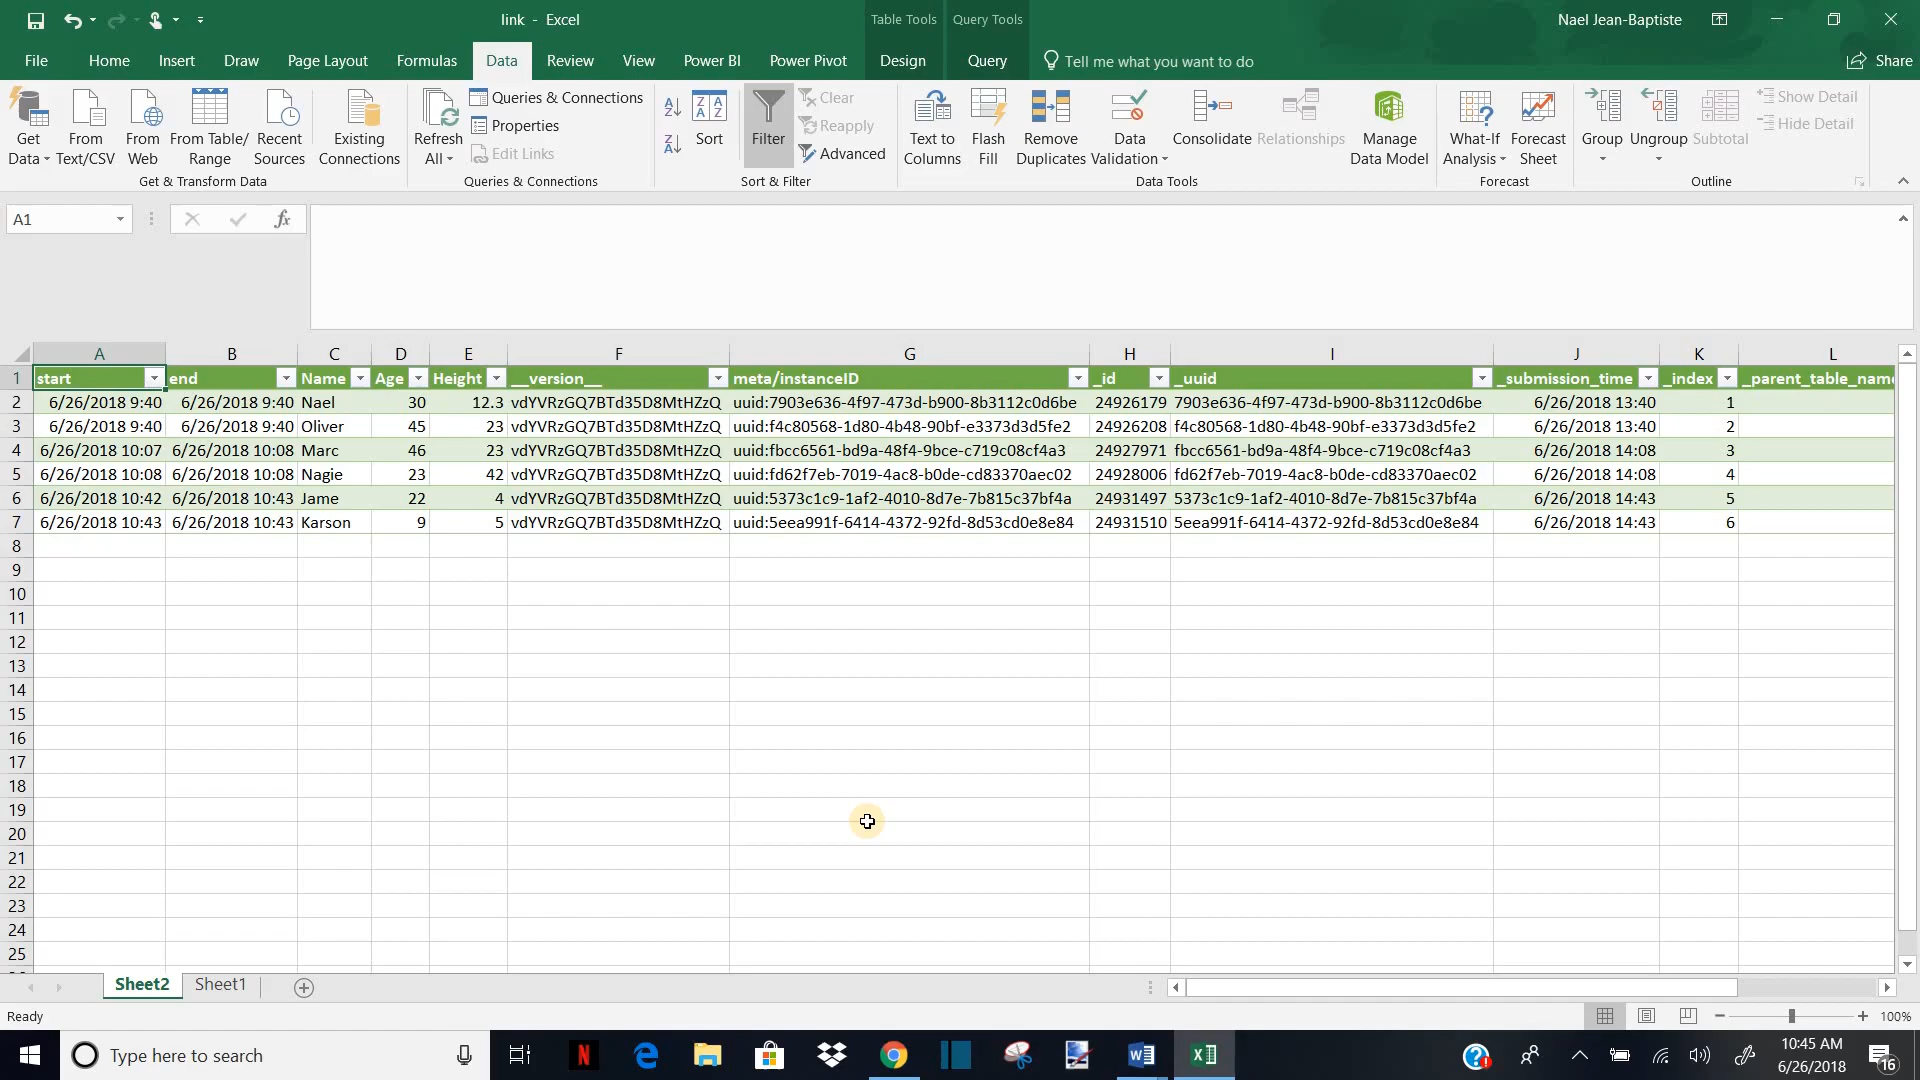 link - Excel
Table Tools
Query Tools
Nael Jean-Baptiste
File
Home
Insert
Draw
Page Layout
Formulas
Data
Review
View
Power BI
Power Pivot
Design
Query
Tell me what you want to do
Share
Get Data
From Text/CSV
From Web
From Table/ Range
Recent Sources
Existing Connections
Get & Transform Data
Refresh All
Queries & Connections
Properties
Edit Links
Queries & Connections
Sort
Filter
Clear
Reapply
Advanced
Sort & Filter
Text to Columns
Flash Fill
Remove Duplicates
Data Validation
Consolidate
Relationships
Manage Data Model
Data Tools
What-If Analysis
Forecast Sheet
Forecast
Group
Ungroup
Subtotal
Show Detail
Hide Detail
Outline
A1
fx
A B C D E F G H I J K L
1 start end Name Age Height __version__ meta/instanceID _id _uuid _submission_time _index _parent_table_name
2 6/26/2018 9:40 6/26/2018 9:40 Nael 30 12.3 vdYVRzGQ7BTd35D8MtHZzQ uuid:7903e636-4f97-473d-b900-8b3112c0d6be 24926179 7903e636-4f97-473d-b900-8b3112c0d6be 6/26/2018 13:40 1
3 6/26/2018 9:40 6/26/2018 9:40 Oliver 45 23 vdYVRzGQ7BTd35D8MtHZzQ uuid:f4c80568-1d80-4b48-90bf-e3373d3d5fe2 24926208 f4c80568-1d80-4b48-90bf-e3373d3d5fe2 6/26/2018 13:40 2
4 6/26/2018 10:07 6/26/2018 10:08 Marc 46 23 vdYVRzGQ7BTd35D8MtHZzQ uuid:fbcc6561-bd9a-48f4-9bce-c719c08cf4a3 24927971 fbcc6561-bd9a-48f4-9bce-c719c08cf4a3 6/26/2018 14:08 3
5 6/26/2018 10:08 6/26/2018 10:08 Nagie 23 42 vdYVRzGQ7BTd35D8MtHZzQ uuid:fd62f7eb-7019-4ac8-b0de-cd83370aec02 24928006 fd62f7eb-7019-4ac8-b0de-cd83370aec02 6/26/2018 14:08 4
6 6/26/2018 10:42 6/26/2018 10:43 Jame 22 4 vdYVRzGQ7BTd35D8MtHZzQ uuid:5373c1c9-1af2-4010-8d7e-7b815c37bf4a 24931497 5373c1c9-1af2-4010-8d7e-7b815c37bf4a 6/26/2018 14:43 5
7 6/26/2018 10:43 6/26/2018 10:43 Karson 9 5 vdYVRzGQ7BTd35D8MtHZzQ uuid:5eea991f-6414-4372-92fd-8d53cd0e8e84 24931510 5eea991f-6414-4372-92fd-8d53cd0e8e84 6/26/2018 14:43 6
8
9
10
11
12
13
14
15
16
17
18
19
20
21
22
23
24
25
Sheet2
Sheet1
Ready
100%
Type here to search
10:45 AM
6/26/2018
16